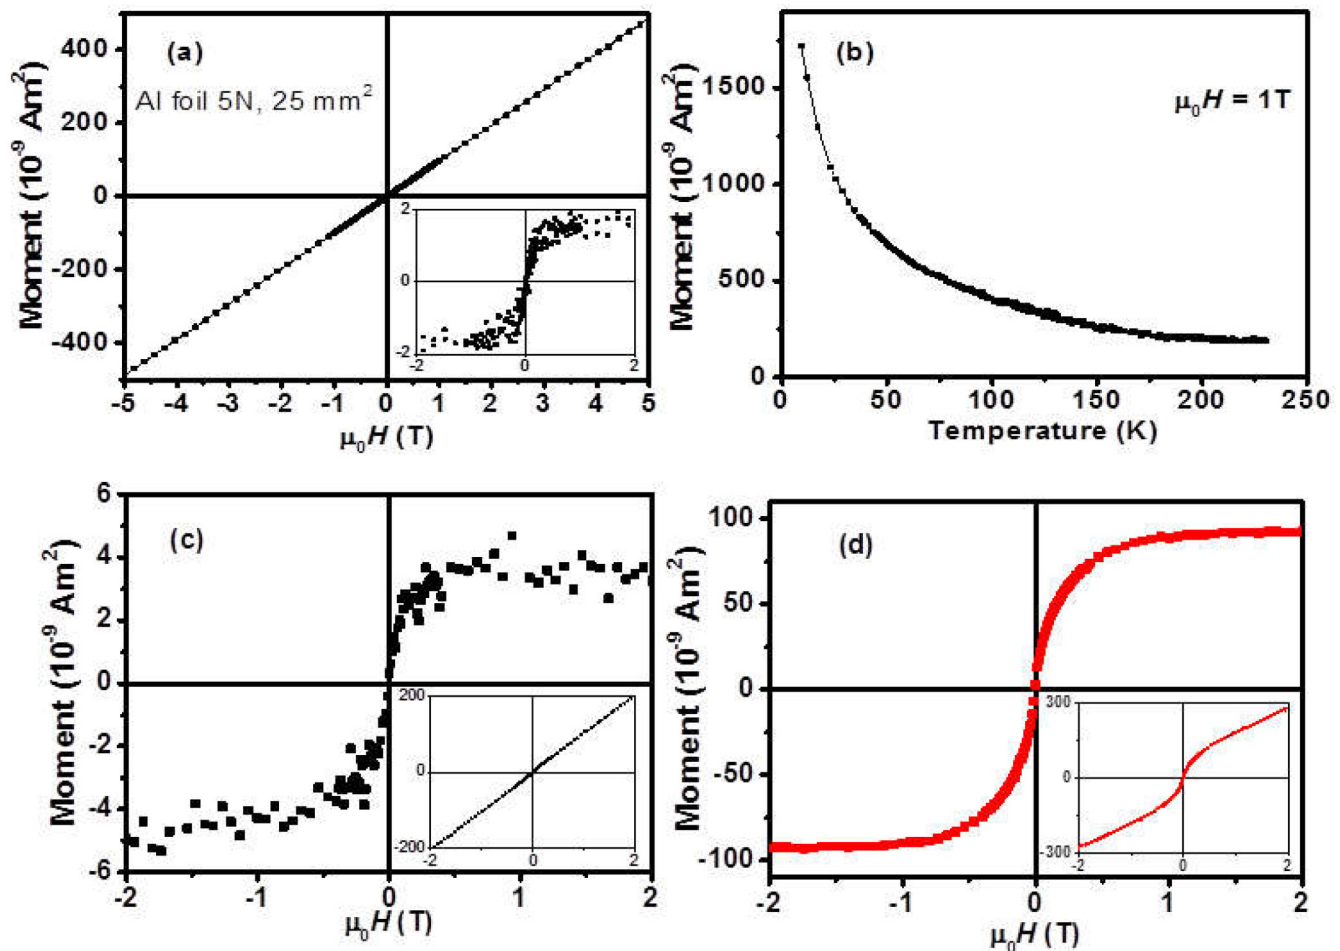 (a)
Al foil 5N, 25 mm²
Moment (10⁻⁹ Am²)
400
200
0
-200
-400
-5 -4 -3 -2 -1 0 1 2 3 4 5
μ₀H (T)
2
0
-2
-2 0 2
(b)
μ₀H = 1T
Moment (10⁻⁹ Am²)
1500
1000
500
0
0 50 100 150 200 250
Temperature (K)
(c)
Moment (10⁻⁹ Am²)
6
4
2
0
-2
-4
-6
-2 -1 0 1 2
μ₀H (T)
200
0
-200
-2 0 2
(d)
Moment (10⁻⁹ Am²)
100
50
0
-50
-100
-2 -1 0 1 2
μ₀H (T)
300
0
-300
-2 0 2